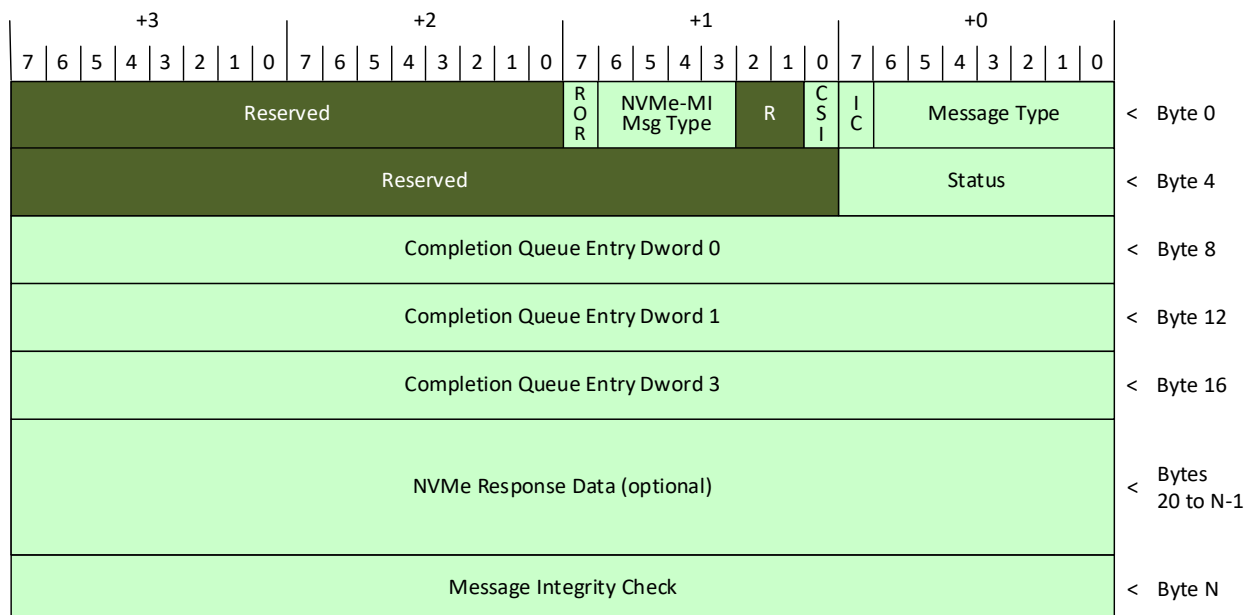 +3 +2 +1 +0
7 6 5 4 3 2 1 0 7 6 5 4 3 2 1 0 7 6 5 4 3 2 1 0 7 6 5 4 3 2 1 0
Reserved ROR NVMe-MI Msg Type R CSI IC Message Type < Byte 0
Reserved Status < Byte 4
Completion Queue Entry Dword 0 < Byte 8
Completion Queue Entry Dword 1 < Byte 12
Completion Queue Entry Dword 3 < Byte 16
NVMe Response Data (optional) < Bytes 20 to N-1
Message Integrity Check < Byte N